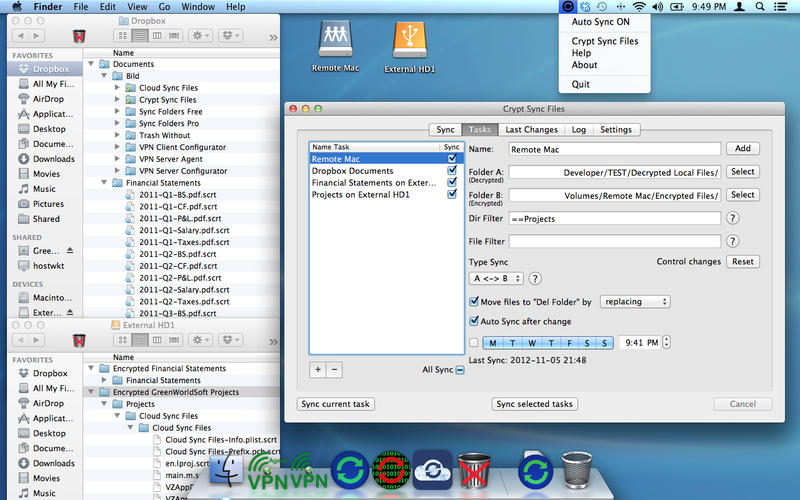 Finder File Edit View Go Window Help 9:49 PM
Auto Sync ON
Crypt Sync Files
Help
About
Quit
Dropbox
FAVORITES
Dropbox
All My Fi...
AirDrop
Applicat...
Desktop
Docume...
Downloads
Movies
Music
Pictures
Shared
SHARED
Gree...
hostwkt
DEVICES
Macinto...
Exter...
Name
Documents
Bild
Cloud Sync Files
Crypt Sync Files
Sync Folders Free
Sync Folders Pro
Trash Without
VPN Client Configurator
VPN Server Agent
VPN Server Configurator
Financial Statements
2011-Q1-BS.pdf.scrt
2011-Q1-CF.pdf.scrt
2011-Q1-P&L.pdf.scrt
2011-Q1-Salary.pdf.scrt
2011-Q1-Taxes.pdf.scrt
2011-Q2-BS.pdf.scrt
2011-Q2-CF.pdf.scrt
2011-Q2-P&L.pdf.scrt
2011-Q2-Salary.pdf.scrt
2011-Q2-Taxes.pdf.scrt
2011-Q3-BS.pdf.scrt
External HD1
FAVORITES
Dropbox
All My Fi...
AirDrop
Applicat...
Desktop
Docume...
Downloads
Movies
Music
Name
Encrypted Financial Statements
Financial Statements
Encrypted GreenWorldSoft Projects
Projects
Cloud Sync Files
Cloud Sync Files
Cloud Sync Files-Info.plist.scrt
Cloud Sync Files-Prefix.pch.scrt
en.lproj.scrt
main.m.scrt
VZAppD
VZAppD
Remote Mac
External HD1
Crypt Sync Files
Sync Tasks Last Changes Log Settings
Name Task Sync
Remote Mac
Dropbox Documents
Financial Statements on Exter...
Projects on External HD1
+ −
All Sync
Name: Remote Mac Add
Folder A: Developer/TEST/Decrypted Local Files/ Select
(Decrypted)
Folder B: Volumes/Remote Mac/Encrypted Files/ Select
(Encrypted)
Dir Filter ==Projects ?
File Filter ?
Type Sync Control changes Reset
A <-> B ?
Move files to "Del Folder" by replacing
Auto Sync after change
M T W T F S S 9:41 PM
Last Sync: 2012-11-05 21:48
Sync current task Sync selected tasks Cancel
Agent
VPN VPN